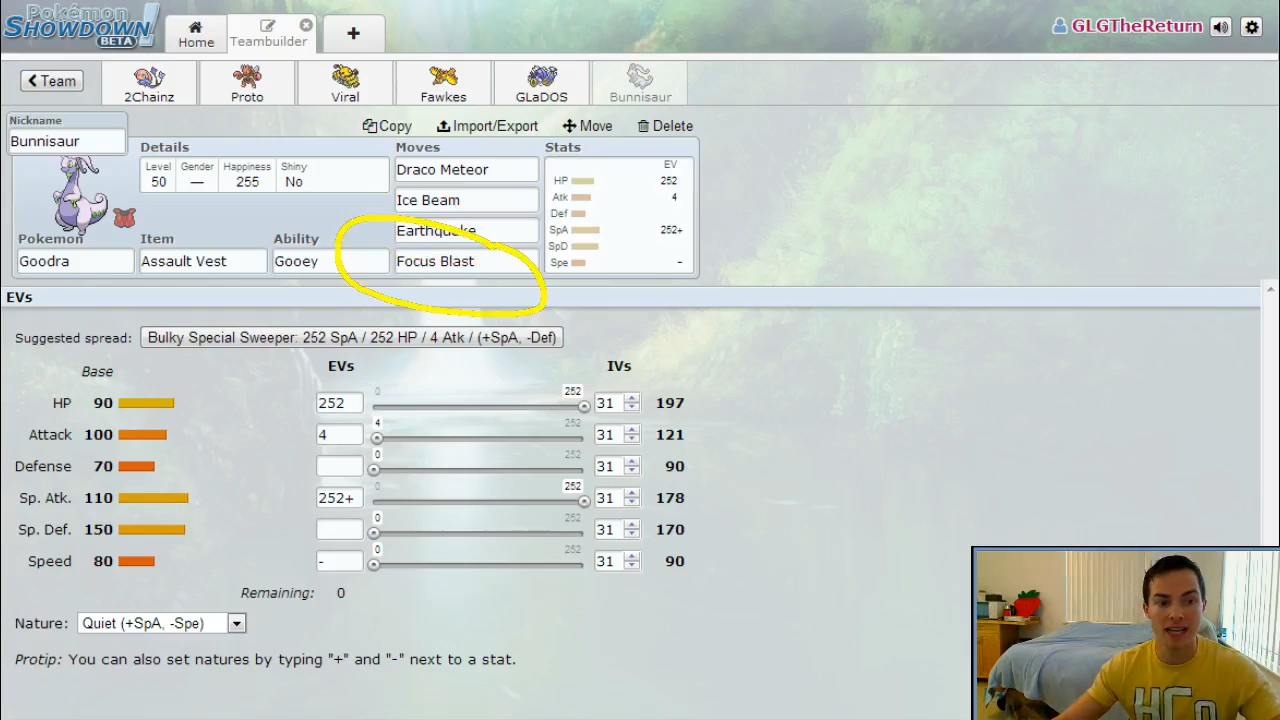 Pokémon
SHOWDOWN!
BETA
Home
Teambuilder
+
GLGTheReturn
Team
2Chainz
Proto
Viral
Fawkes
GLaDOS
Bunnisaur
Nickname
Bunnisaur
Copy
Import/Export
Move
Delete
Details
Level
Gender
Happiness
Shiny
50
—
255
No
Pokemon
Goodra
Item
Assault Vest
Ability
Gooey
Moves
Draco Meteor
Ice Beam
Earthquake
Focus Blast
Stats
EV
HP 252
Atk 4
Def
SpA 252+
SpD
Spe -
EVs
Suggested spread: Bulky Special Sweeper: 252 SpA / 252 HP / 4 Atk / (+SpA, -Def)
Base EVs IVs
HP 90 252 0 252 31 197
Attack 100 4 4 252 31 121
Defense 70 0 252 31 90
Sp. Atk. 110 252+ 0 252 31 178
Sp. Def. 150 0 252 31 170
Speed 80 - 0 252 31 90
Remaining: 0
Nature: Quiet (+SpA, -Spe)
Protip: You can also set natures by typing "+" and "-" next to a stat.